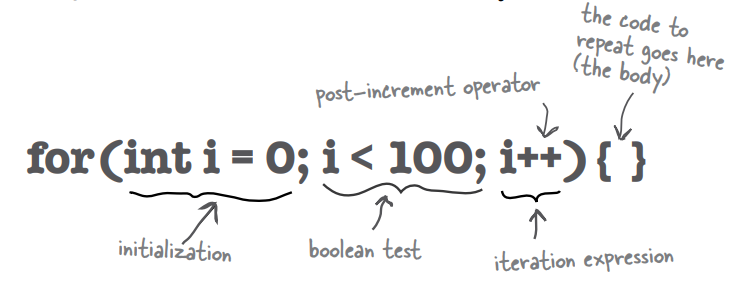 the code to
repeat goes here
(the body)
post-increment operator
for(int i = 0; i < 100; i++){ }
initialization
boolean test
iteration expression